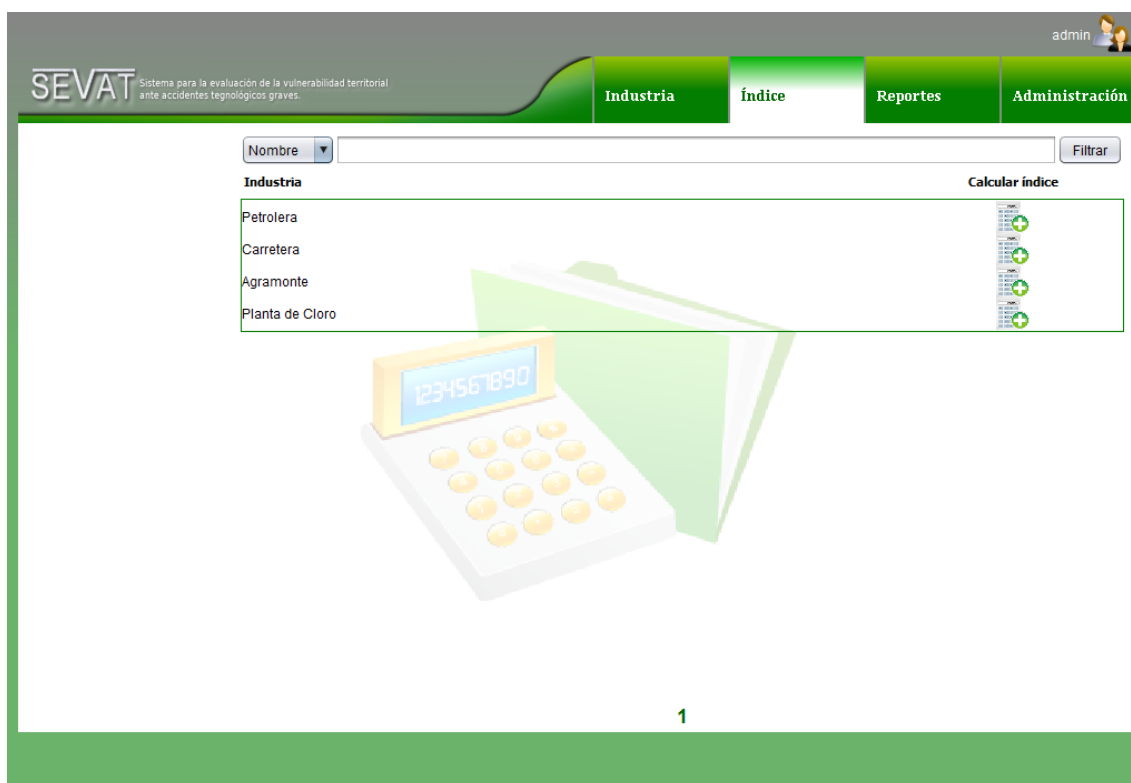 admin
SEVAT
Sistema para la evaluación de la vulnerabilidad territorial
ante accidentes tegnológicos graves.
Industria Índice Reportes Administración
Nombre Filtrar
Industria Calcular índice
Petrolera
Carretera
Agramonte
Planta de Cloro
1234567890
1